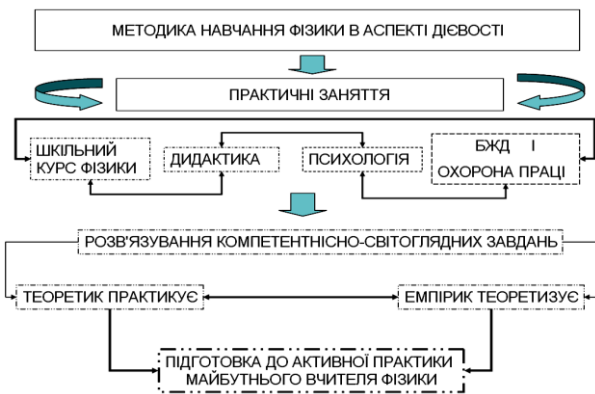 МЕТОДИКА НАВЧАННЯ ФІЗИКИ В АСПЕКТІ ДІЄВОСТІ
ПРАКТИЧНІ ЗАНЯТТЯ
ШКІЛЬНИЙ
КУРС ФІЗИКИ
ДИДАКТИКА
ПСИХОЛОГІЯ
БЖД І
ОХОРОНА ПРАЦІ
РОЗВ'ЯЗУВАННЯ КОМПЕТЕНТНІСНО-СВІТОГЛЯДНИХ ЗАВДАНЬ
ТЕОРЕТИК ПРАКТИКУЄ
ЕМПІРИК ТЕОРЕТИЗУЄ
ПІДГОТОВКА ДО АКТИВНОЇ ПРАКТИКИ
МАЙБУТНЬОГО ВЧИТЕЛЯ ФІЗИКИ